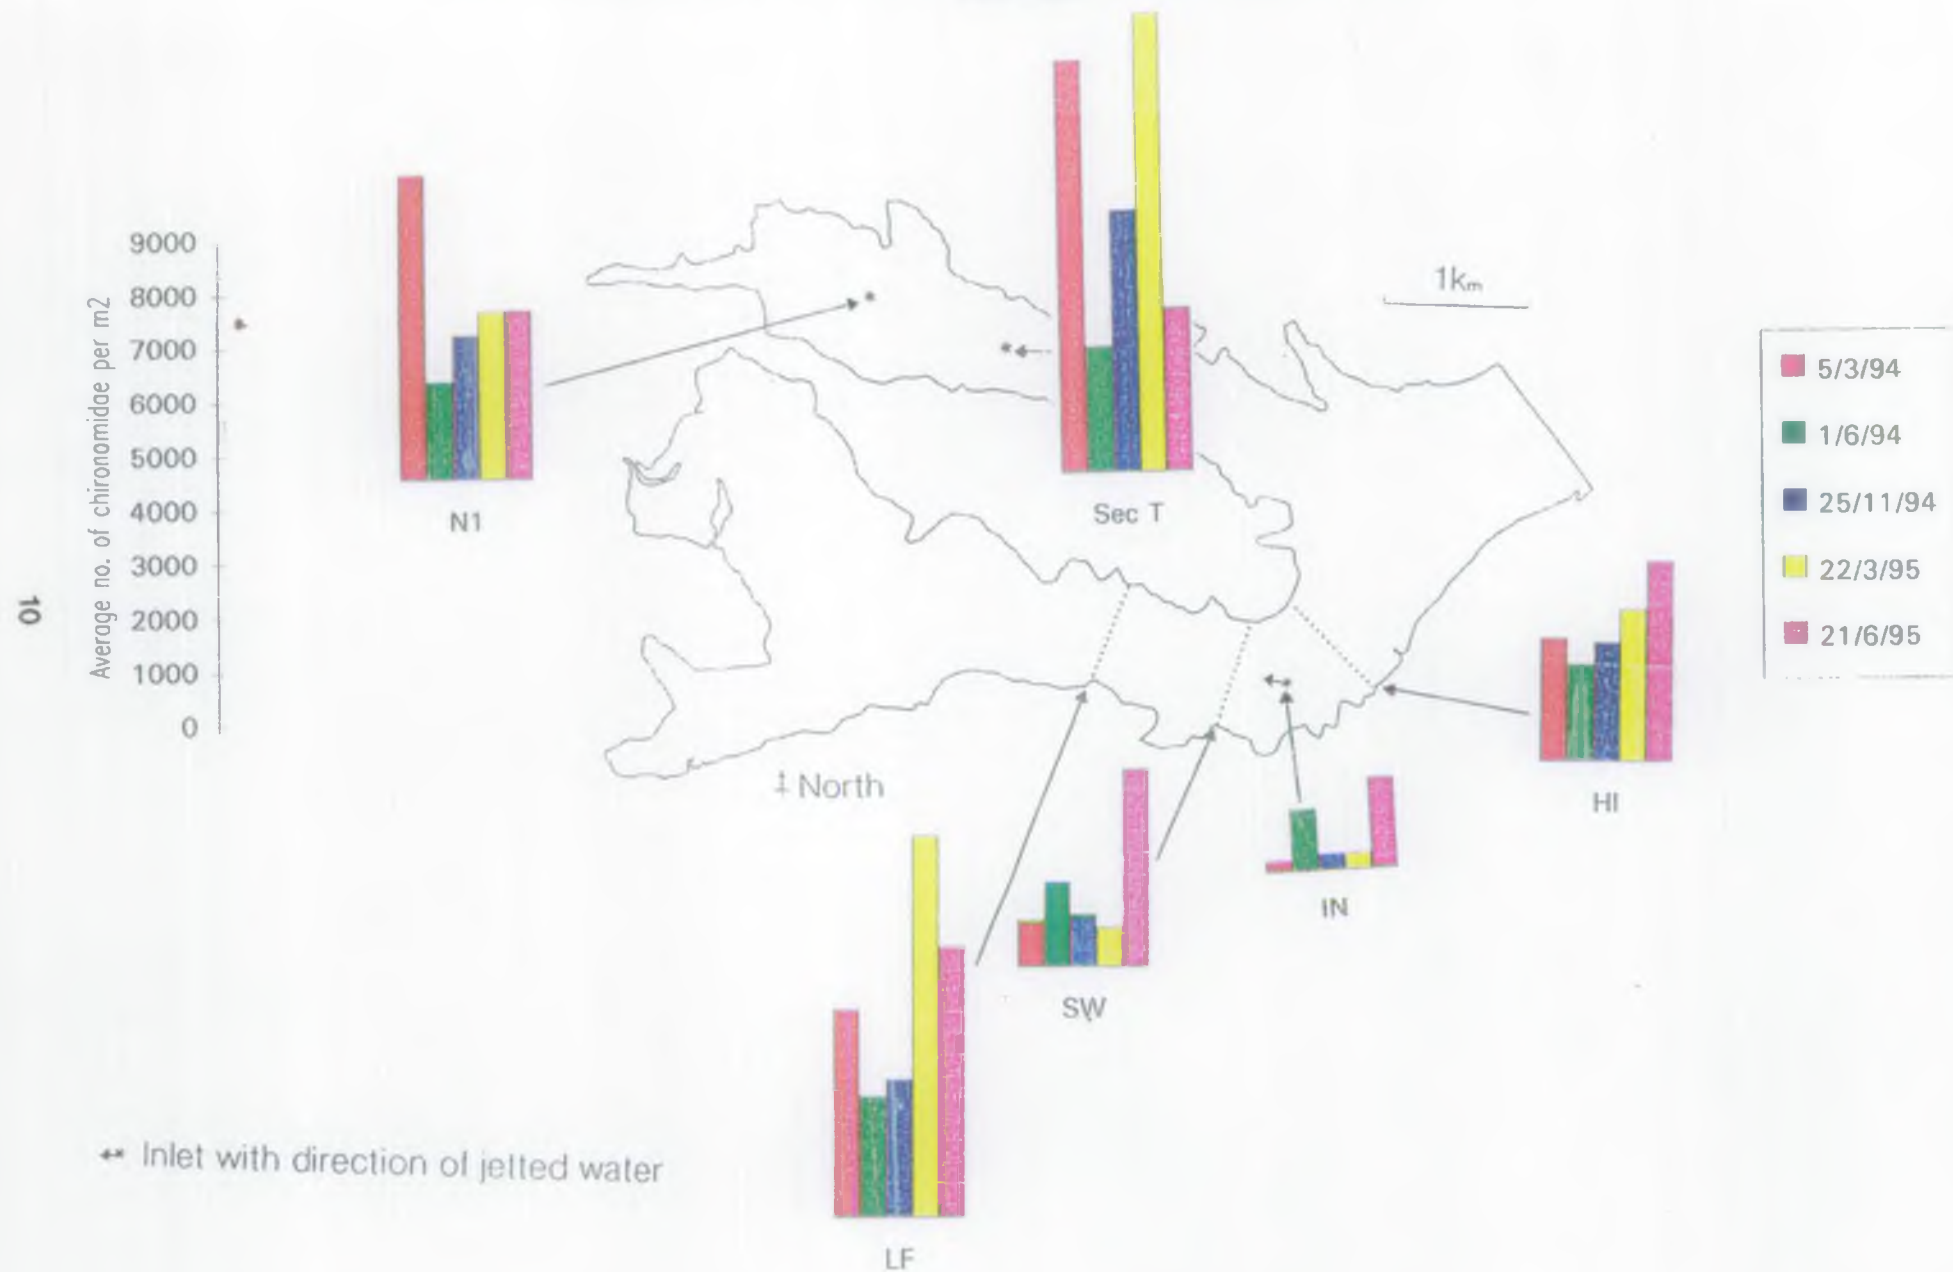 9000
8000
7000
6000
5000
4000
3000
2000
1000
0
Average no. of chironomidae per m2
10
N1
Sec T
1km
5/3/94
1/6/94
25/11/94
22/3/95
21/6/95
North
HI
IN
SW
LF
Inlet with direction of jetted water